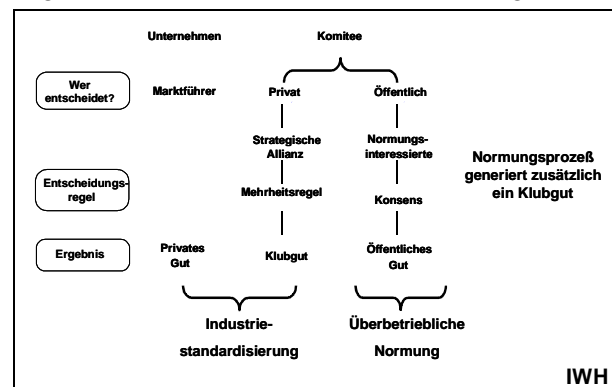 Unternehmen Komitee
Wer
entscheidet?
Marktführer Privat Öffentlich
Strategische
Allianz
Normungs-
interessierte
Entscheidungs-
regel
Mehrheitsregel
Konsens
Normungsprozeß
generiert zusätzlich
ein Klubgut
Ergebnis
Privates
Gut
Klubgut
Öffentliches
Gut
Industrie-
standardisierung
Überbetriebliche
Normung
IWH